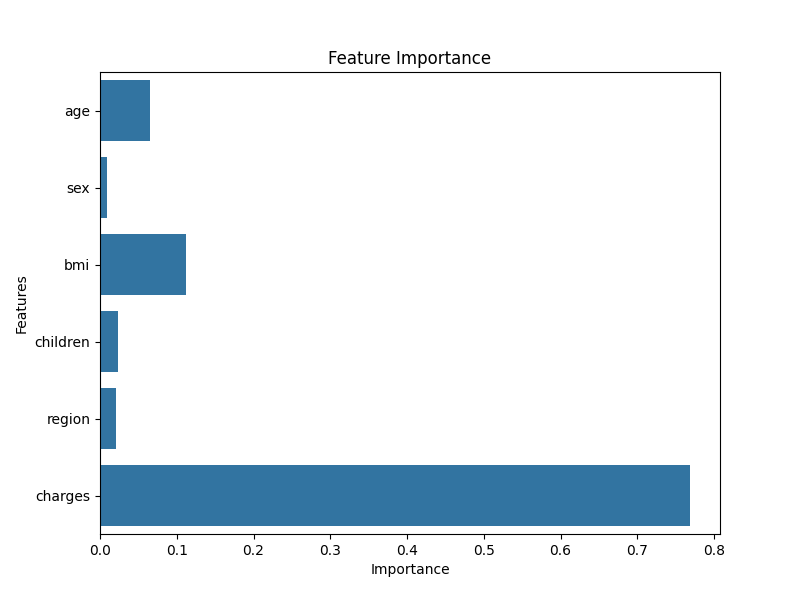 Feature Importance
Features
age
sex
bmi
children
region
charges
0.0 0.1 0.2 0.3 0.4 0.5 0.6 0.7 0.8
Importance